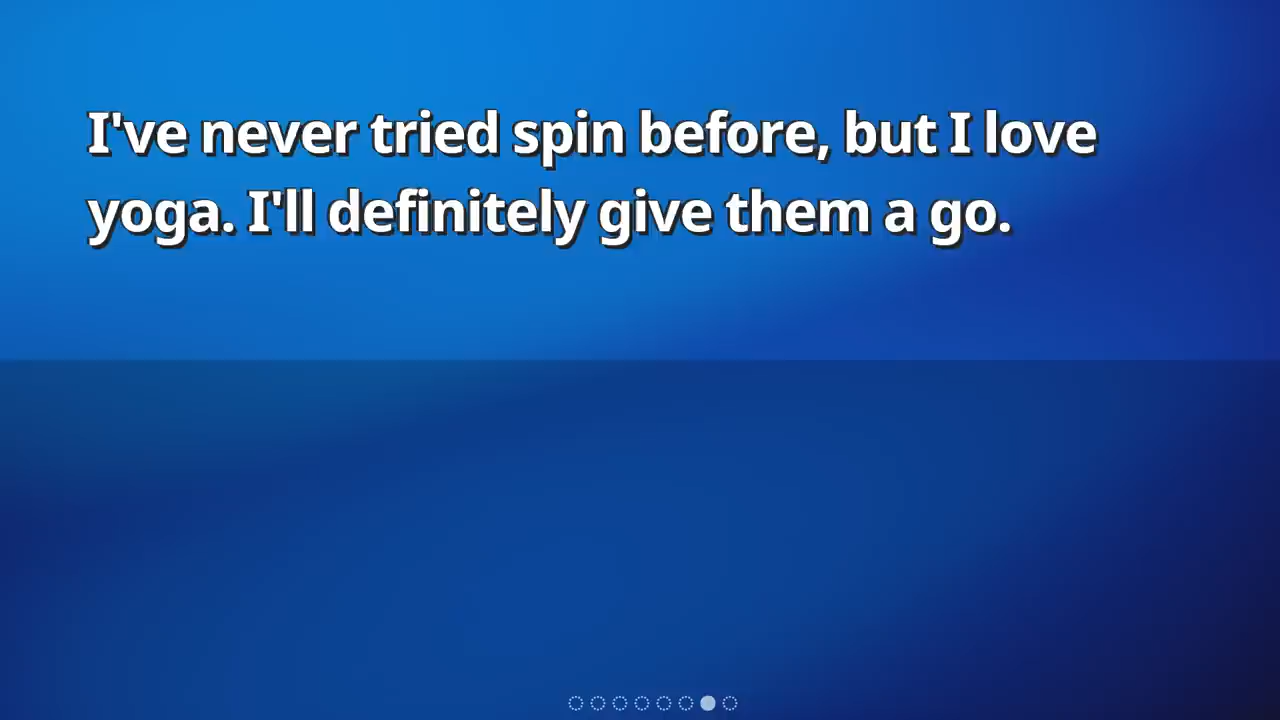 I've never tried spin before, but I love
yoga. I'll definitely give them a go.